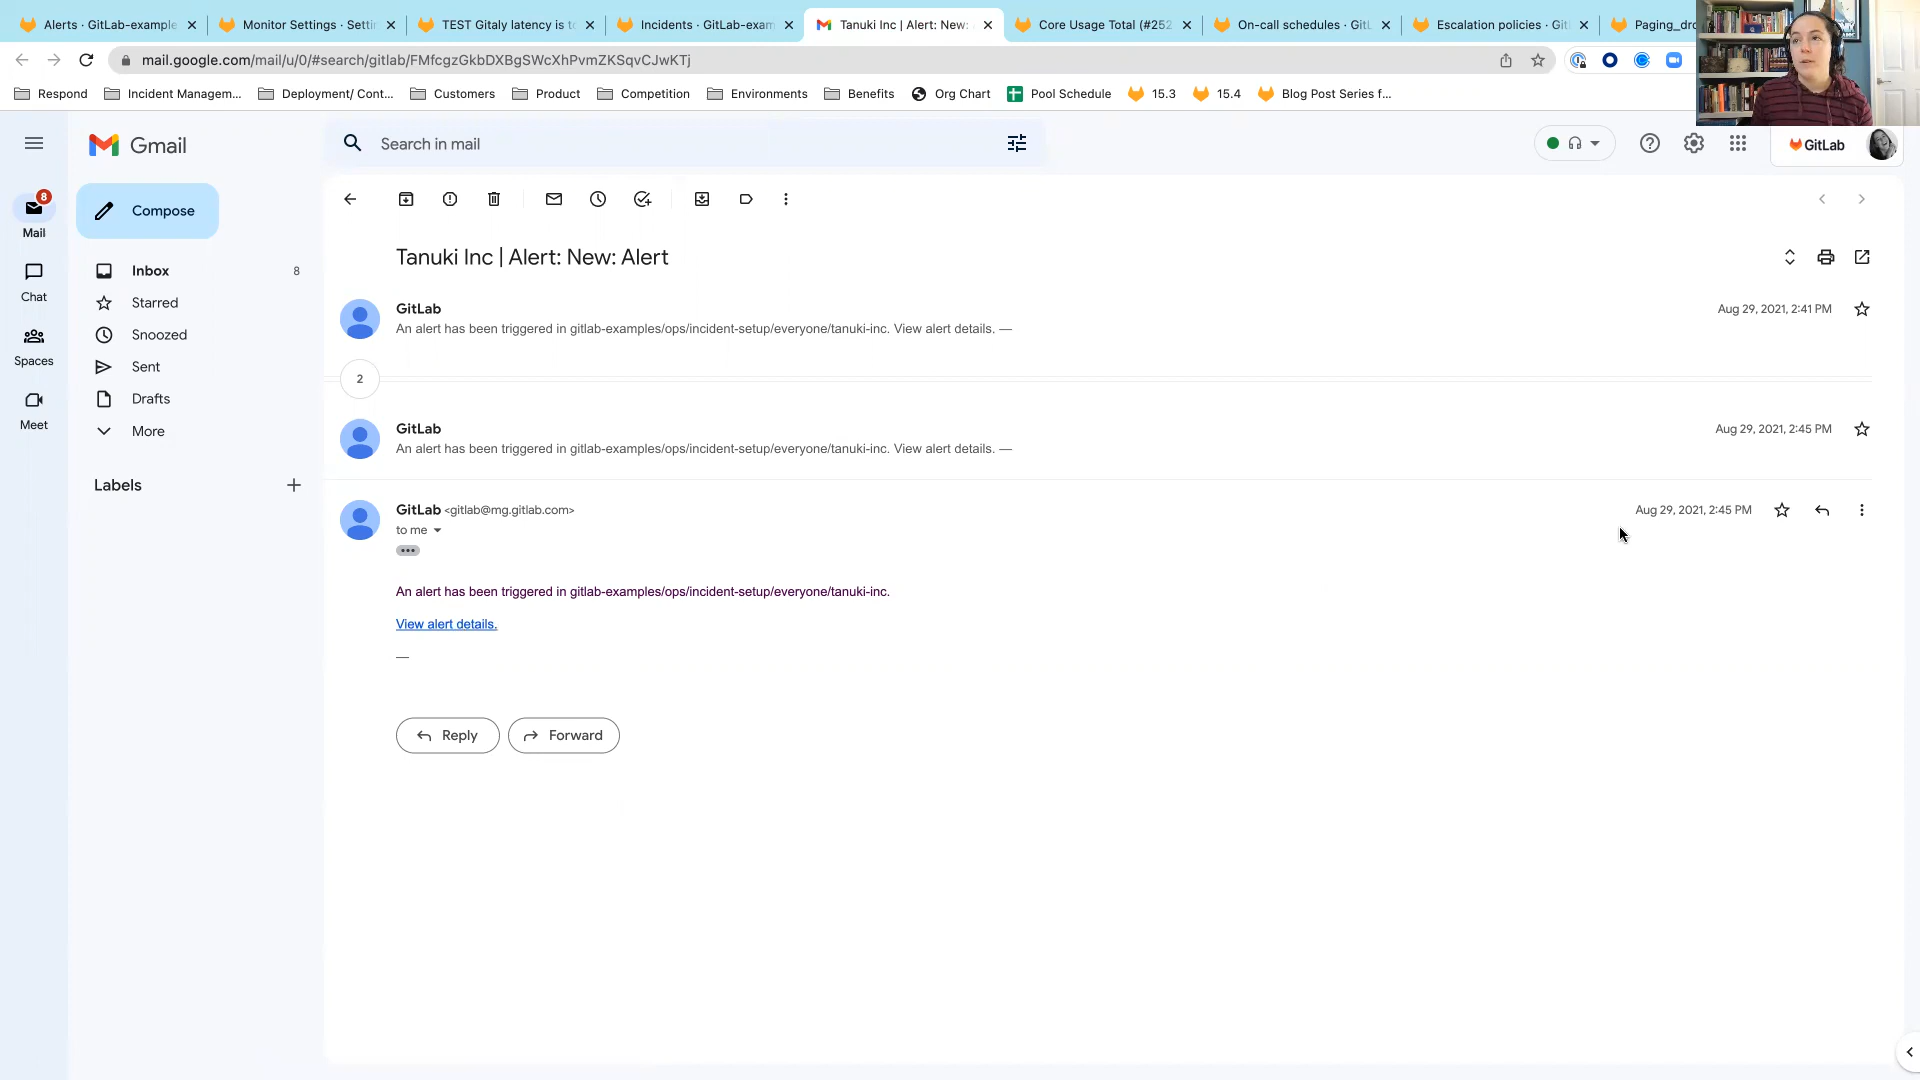 Alerts · GitLab-example
Monitor Settings · Settin
TEST Gitaly latency is to
Incidents · GitLab-exam
Tanuki Inc | Alert: New:
Core Usage Total (#252
On-call schedules · GitL
Escalation policies · Git
Paging_dro
mail.google.com/mail/u/0/#search/gitlab/FMfcgzGkbDXBgSWcXhPvmZKSqvCJwKTj
Respond
Incident Managem...
Deployment/ Cont...
Customers
Product
Competition
Environments
Benefits
Org Chart
Pool Schedule
15.3
15.4
Blog Post Series f...
Gmail
Search in mail
GitLab
8
Mail
Compose
Chat
Spaces
Meet
Inbox 8
Starred
Snoozed
Sent
Drafts
More
Labels
Tanuki Inc | Alert: New: Alert
GitLab
Aug 29, 2021, 2:41 PM
An alert has been triggered in gitlab-examples/ops/incident-setup/everyone/tanuki-inc. View alert details. —
2
GitLab
Aug 29, 2021, 2:45 PM
An alert has been triggered in gitlab-examples/ops/incident-setup/everyone/tanuki-inc. View alert details. —
GitLab <gitlab@mg.gitlab.com>
Aug 29, 2021, 2:45 PM
to me
An alert has been triggered in gitlab-examples/ops/incident-setup/everyone/tanuki-inc.
View alert details.
—
Reply
Forward